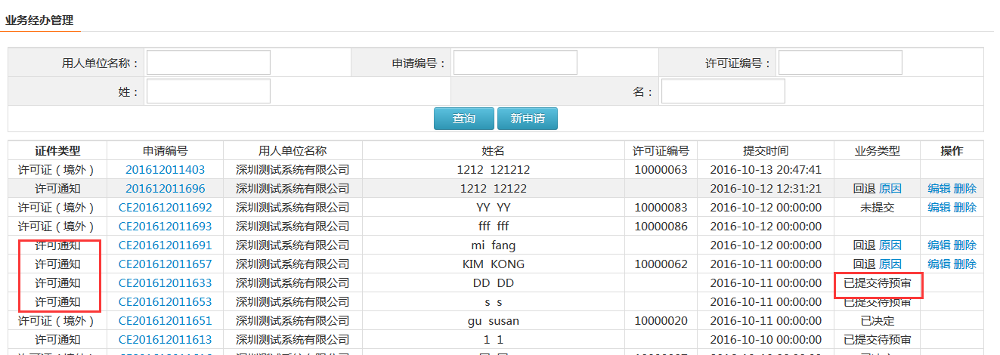 业务经办管理
用人单位名称： 申请编号： 许可证编号：
姓： 名：
查询 新申请
证件类型 申请编号 用人单位名称 姓名 许可证编号 提交时间 业务类型 操作
许可证（境外） 201612011403 深圳测试系统有限公司 1212 121212 10000063 2016-10-13 20:47:41
许可通知 201612011696 深圳测试系统有限公司 1212 12122 2016-10-12 12:31:21 回退 原因 编辑 删除
许可证（境外） CE201612011692 深圳测试系统有限公司 YY YY 10000083 2016-10-12 00:00:00 未提交 编辑 删除
许可证（境外） CE201612011693 深圳测试系统有限公司 fff fff 10000086 2016-10-12 00:00:00
许可通知 CE201612011691 深圳测试系统有限公司 mi fang 2016-10-12 00:00:00 回退 原因 编辑 删除
许可通知 CE201612011657 深圳测试系统有限公司 KIM KONG 10000062 2016-10-11 00:00:00 回退 原因 编辑 删除
许可通知 CE201612011633 深圳测试系统有限公司 DD DD 2016-10-11 00:00:00 已提交待预审
许可通知 CE201612011653 深圳测试系统有限公司 s s 2016-10-11 00:00:00 已提交待预审
许可证（境外） CE201612011651 深圳测试系统有限公司 gu susan 10000020 2016-10-11 00:00:00 已决定
许可通知 CE201612011613 深圳测试系统有限公司 1 1 2016-10-10 00:00:00 已提交待预审